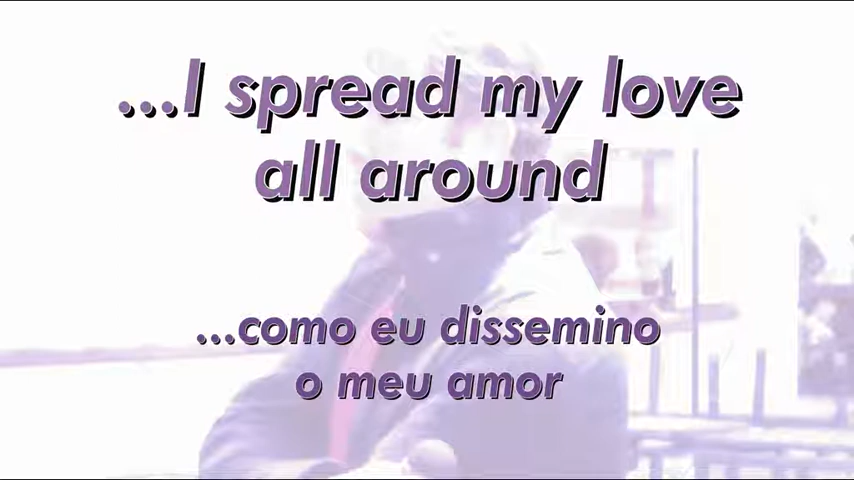 ...I spread my love
all around
...como eu dissemino
o meu amor